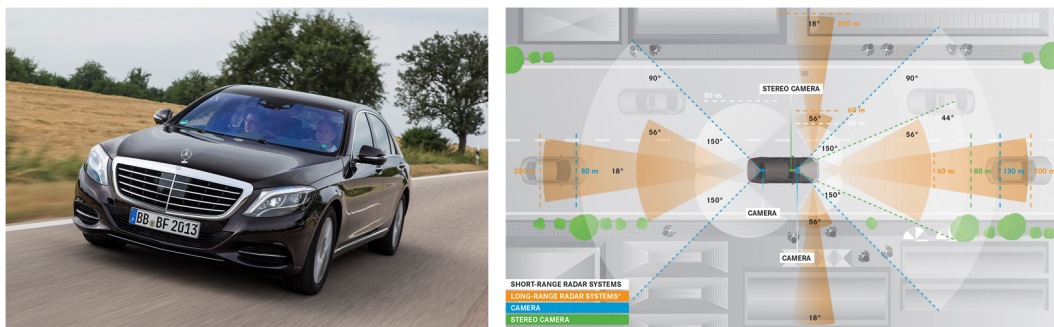 BB BF 2013
18°
200 m
90°
90°
80 m
STEREO CAMERA
60 m
56°
44°
56°
56°
150°
150°
200 m
80 m
18°
60 m
80 m
130 m
200 m
150°
150°
CAMERA
56°
CAMERA
SHORT-RANGE RADAR SYSTEMS
LONG-RANGE RADAR SYSTEMS*
CAMERA
STEREO CAMERA
18°